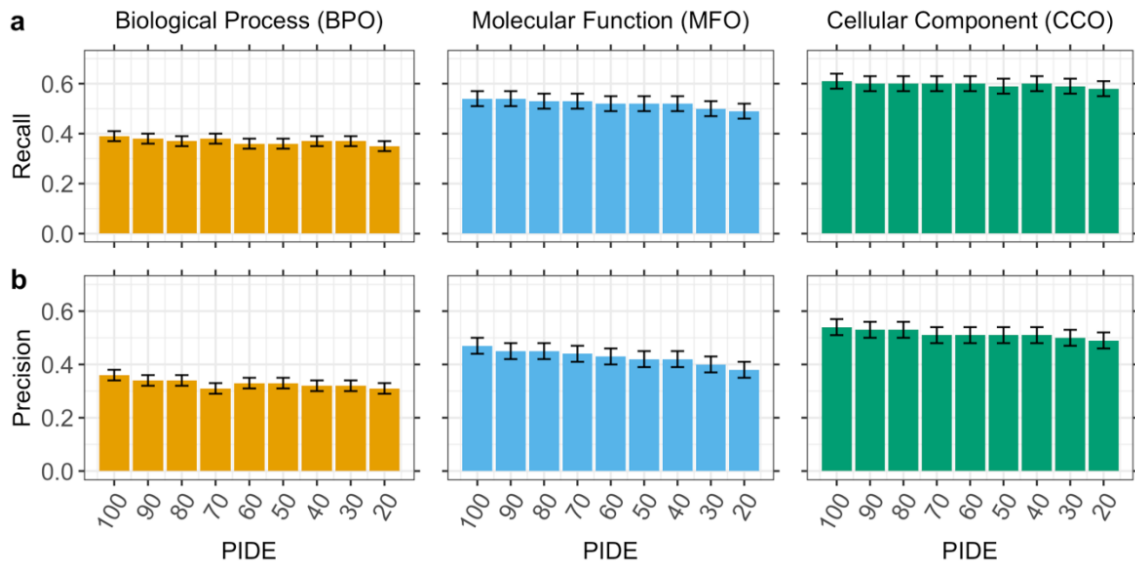 a
Biological Process (BPO) Molecular Function (MFO) Cellular Component (CCO)
Recall
0.6
0.4
0.2
0.0
b
Precision
0.6
0.4
0.2
0.0
100 90 80 70 60 50 40 30 20 100 90 80 70 60 50 40 30 20 100 90 80 70 60 50 40 30 20
PIDE PIDE PIDE